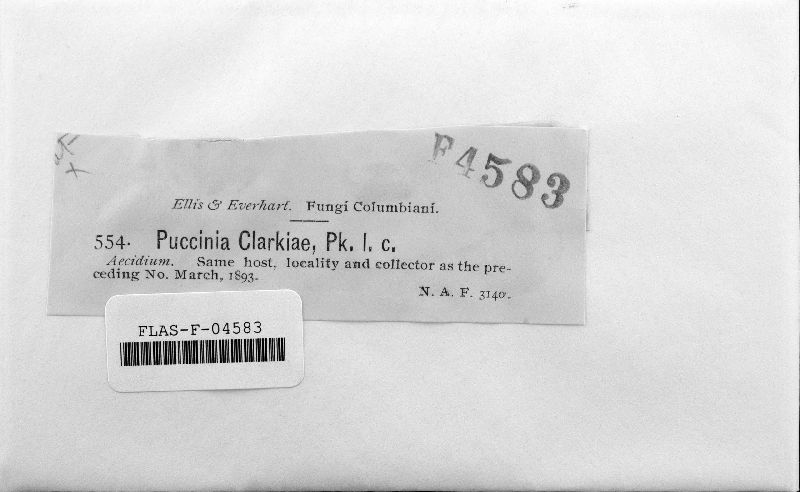 F4583
Ellis & Everhart. Fungi Columbiani.
554. Puccinia Clarkiae, Pk. l. c.
Aecidium. Same host, locality and collector as the pre-
ceding No. March, 1893.
N. A. F. 3140.
FLAS-F-04583